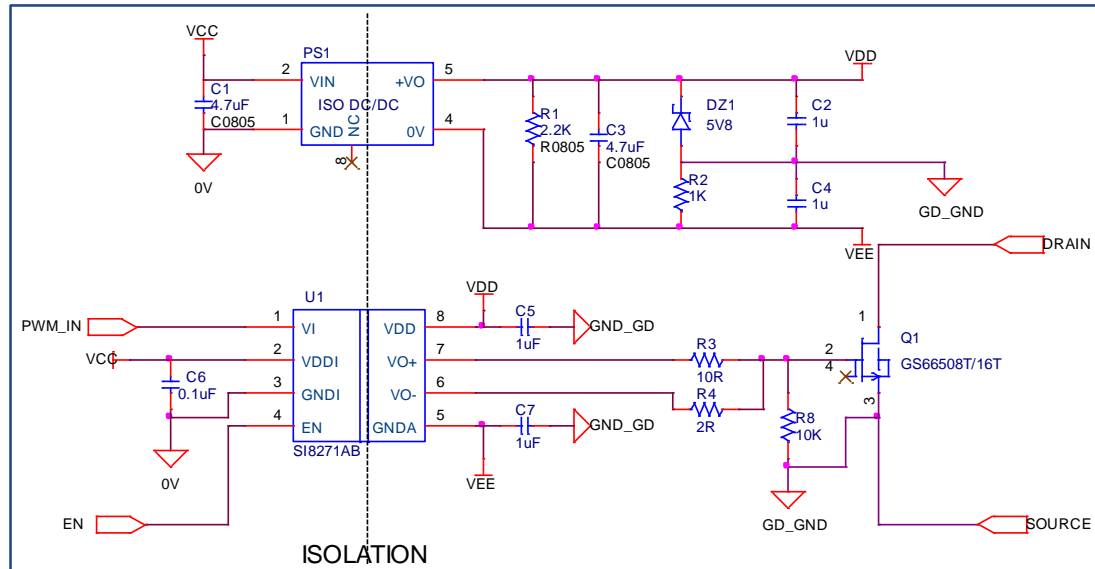 VCC
PS1
2 VIN
+VO 5
VDD
C1
4.7uF
C0805
ISO DC/DC
1 GND
NC
8
0V 4
R1
2.2K
R0805
C3
4.7uF
C0805
DZ1
5V8
R2
1K
C2
1u
C4
1u
0V
GD_GND
VEE
DRAIN
U1
VDD
C5
1uF
GND_GD
PWM_IN
1 VI
VDD 8
VCC
2 VDDI
VO+ 7
R3
10R
1
Q1
GS66508T/16T
2
4
3
C6
0.1uF
3 GNDI
VO- 6
R4
2R
4 EN
GNDA 5
C7
1uF
GND_GD
R8
10K
SI8271AB
0V
VEE
GD_GND
EN
SOURCE
ISOLATION